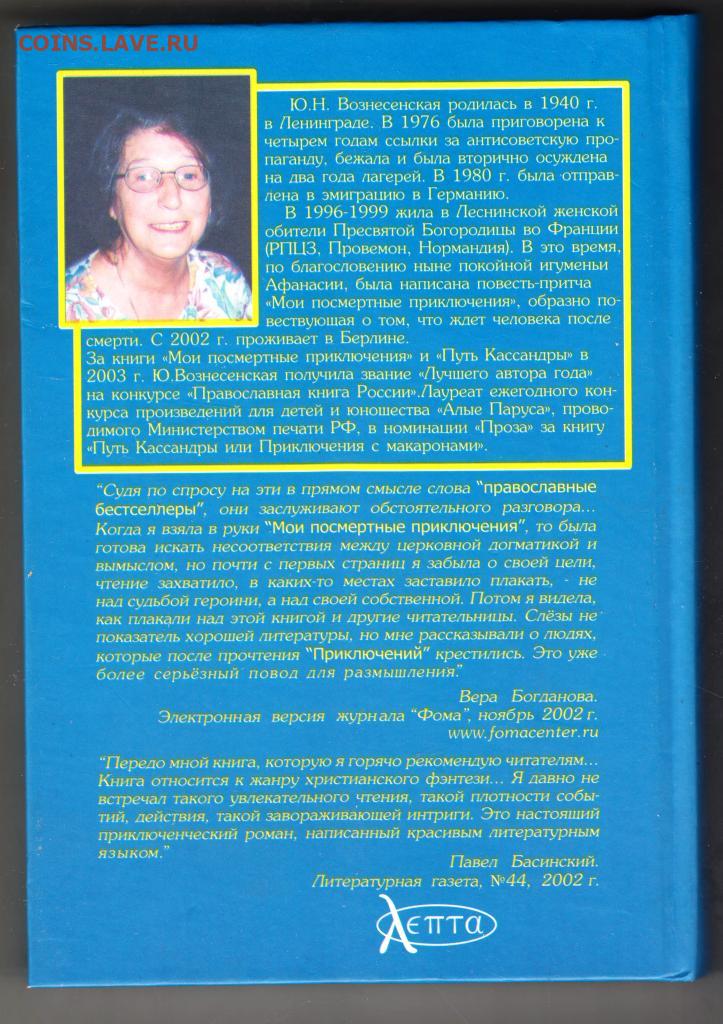 COINS.LAVE.RU
Ю.Н. Вознесенская родилась в 1940 г.
в Ленинграде. В 1976 была приговорена к
четырем годам ссылки за антисоветскую про-
паганду, бежала и была вторично осуждена
на два года лагерей. В 1980 г. была отправ-
лена в эмиграцию в Германию.
В 1996-1999 жила в Леснинской женской
обители Пресвятой Богородицы во Франции
(РПЦЗ, Провемон, Нормандия). В это время,
по благословению ныне покойной игуменьи
Афанасии, была написана повесть-притча
«Мои посмертные приключения», образно по-
вествующая о том, что ждет человека после
смерти. С 2002 г. проживает в Берлине.
За книги «Мои посмертные приключения» и «Путь Кассандры» в
2003 г. Ю.Вознесенская получила звание «Лучшего автора года»
на конкурсе «Православная книга России».Лауреат ежегодного кон-
курса произведений для детей и юношества «Алые Паруса», прово-
димого Министерством печати РФ, в номинации «Проза» за книгу
«Путь Кассандры или Приключения с макаронами».
"Судя по спросу на эти в прямом смысле слова "православные
бестселлеры", они заслуживают обстоятельного разговора...
Когда я взяла в руки "Мои посмертные приключения", то была
готова искать несоответствия между церковной догматикой и
вымыслом, но почти с первых страниц я забыла о своей цели,
чтение захватило, в каких-то местах заставило плакать, - не
над судьбой героини, а над своей собственной. Потом я видела,
как плакали над этой книгой и другие читательницы. Слёзы не
показатель хорошей литературы, но мне рассказывали о людях,
которые после прочтения "Приключений" крестились. Это уже
более серьёзный повод для размышления."
Вера Богданова.
Электронная версия журнала "Фома", ноябрь 2002 г.
www.fomacenter.ru
"Передо мной книга, которую я горячо рекомендую читателям...
Книга относится к жанру христианского фэнтези... Я давно не
встречал такого увлекательного чтения, такой плотности собы-
тий, действия, такой завораживающей интриги. Это настоящий
приключенческий роман, написанный красивым литературным
языком."
Павел Басинский.
Литературная газета, №44, 2002 г.
λεπτα